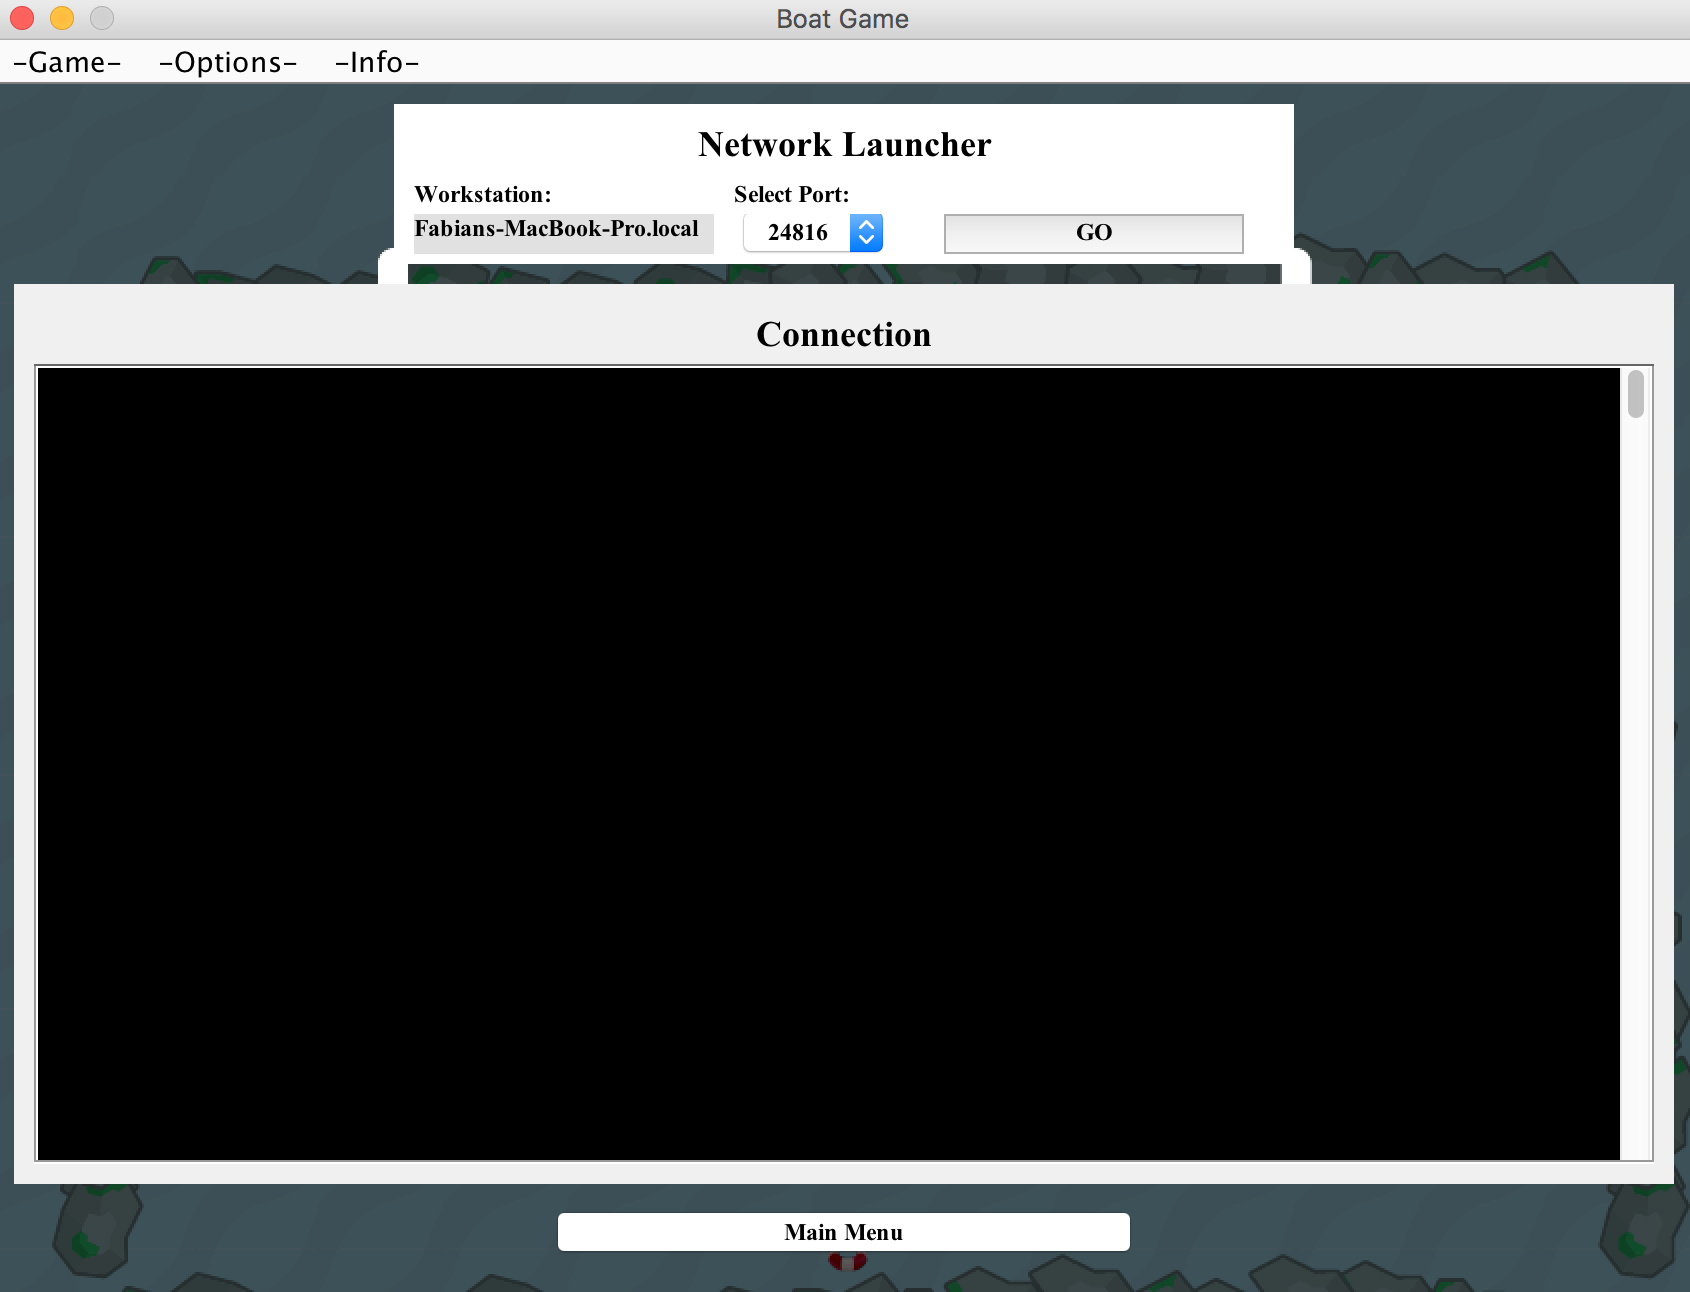 Boat Game
-Game- -Options- -Info-
Network Launcher
Workstation: Select Port:
Fabians-MacBook-Pro.local 24816 GO
Connection
Main Menu